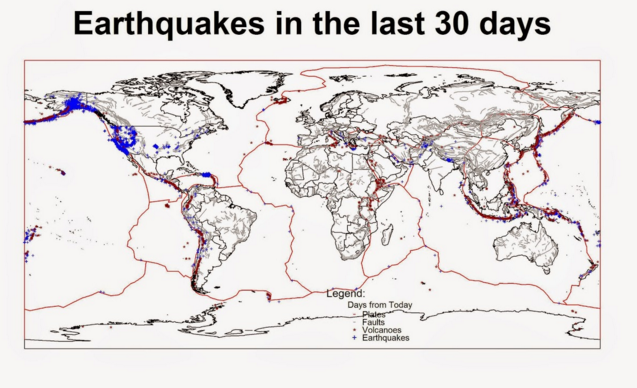 Earthquakes in the last 30 days
Legend:
Days from Today
Plates
Faults
Volcanoes
Earthquakes